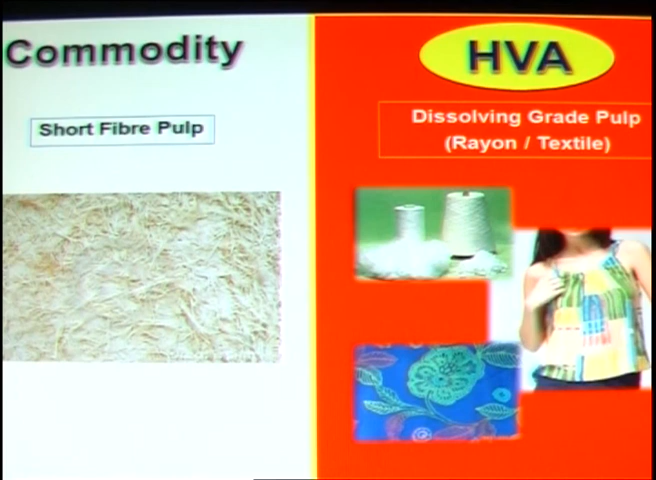 Commodity
Short Fibre Pulp
HVA
Dissolving Grade Pulp
(Rayon / Textile)